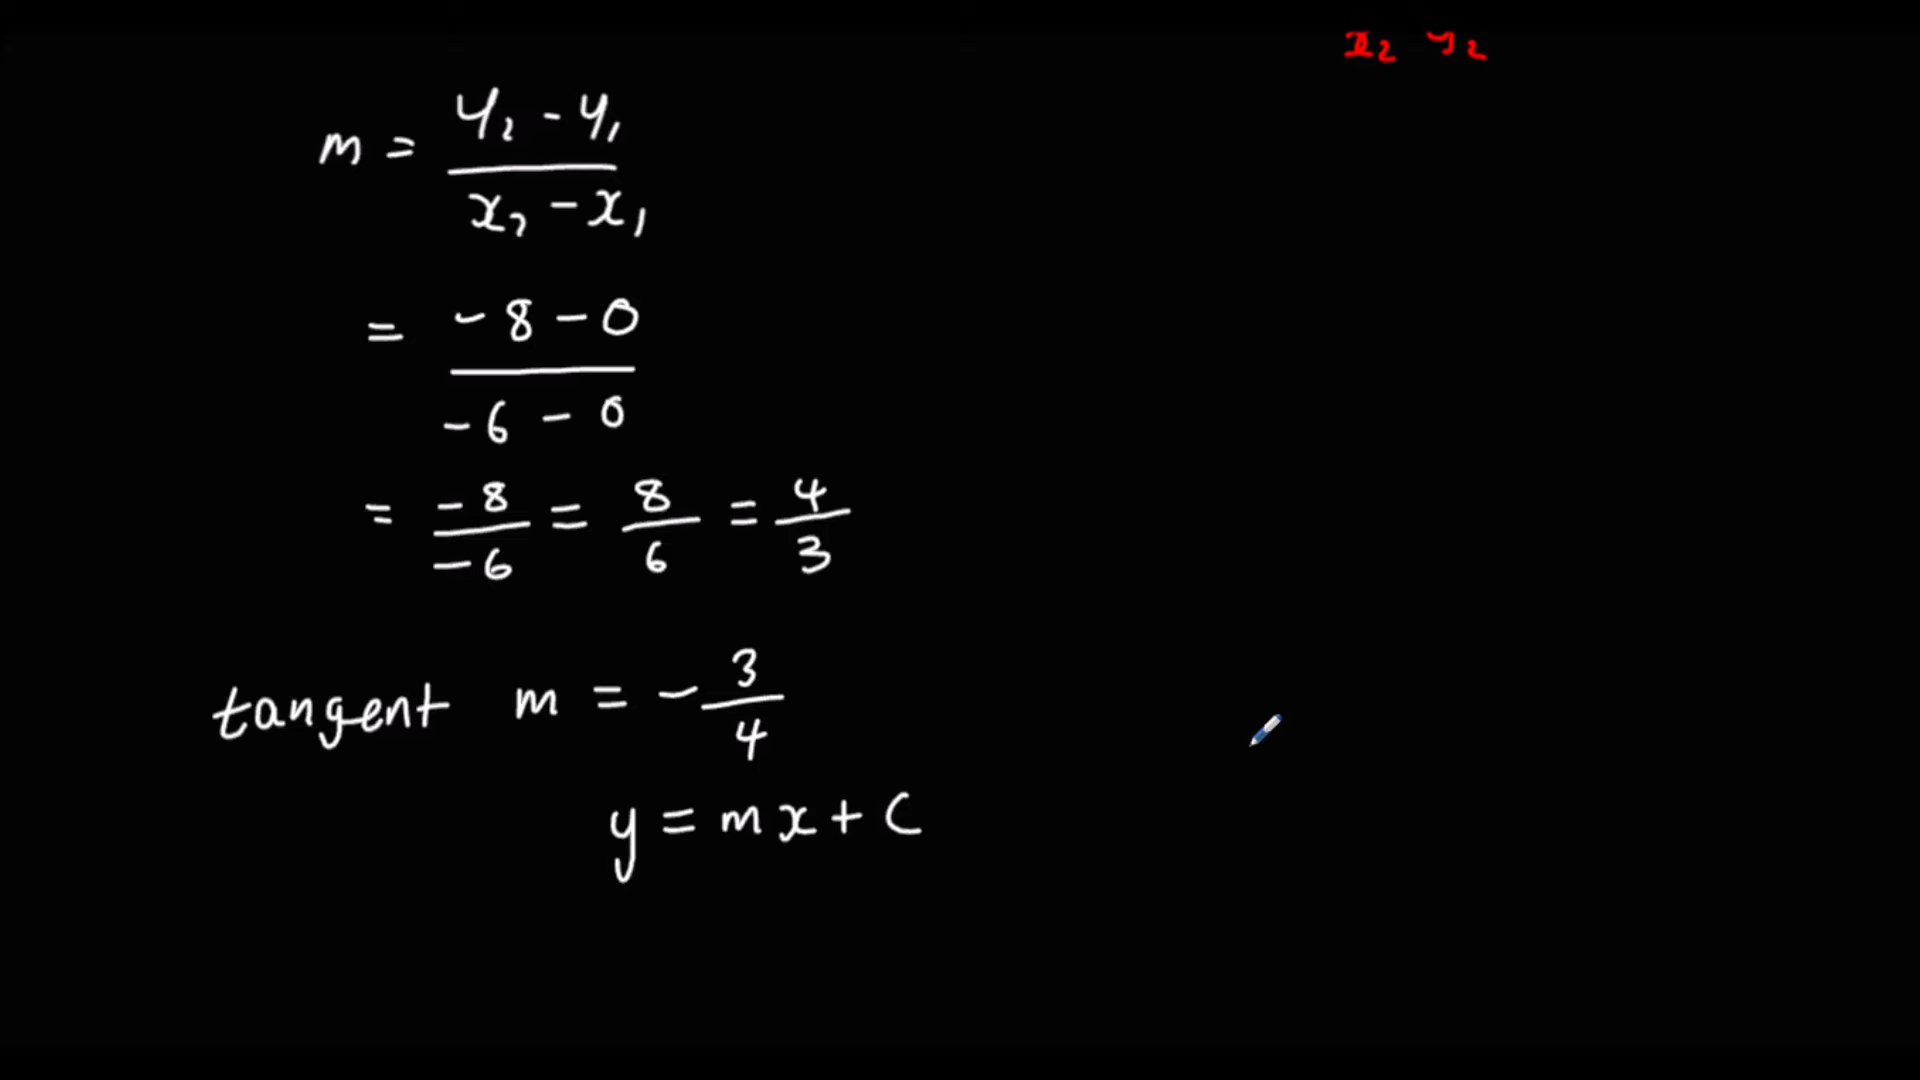 x₂ y₂
m = (y₂ - y₁) / (x₂ - x₁)
= (-8 - 0) / (-6 - 0)
= -8/-6 = 8/6 = 4/3
tangent m = -3/4
y = mx + c